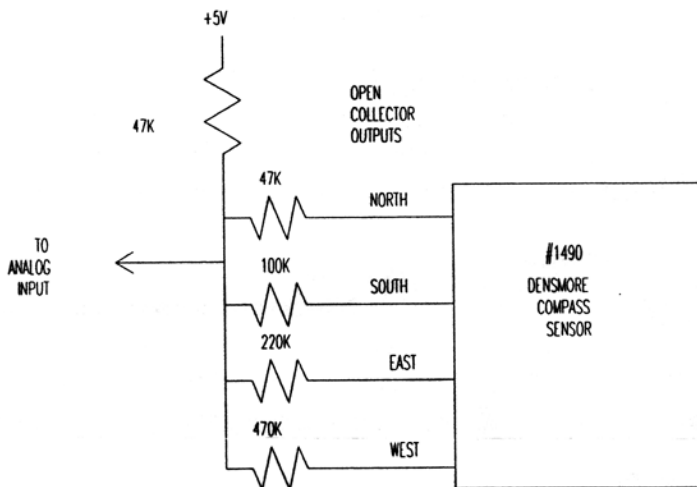 +5V
47K
OPEN
COLLECTOR
OUTPUTS
47K
NORTH
TO
ANALOG
INPUT
#1490
DENSMORE
COMPASS
SENSOR
100K
SOUTH
220K
EAST
470K
WEST